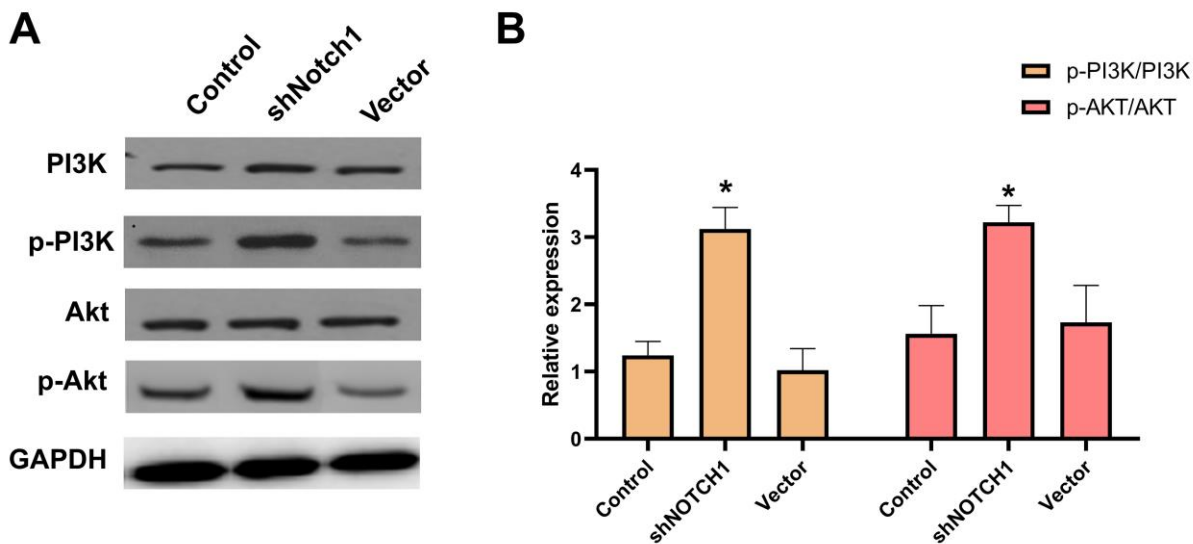 A
Control
shNotch1
Vector
PI3K
p-PI3K
Akt
p-Akt
GAPDH
B
p-PI3K/PI3K
p-AKT/AKT
Relative expression
4
3
2
1
0
*
*
Control
shNOTCH1
Vector
Control
shNOTCH1
Vector